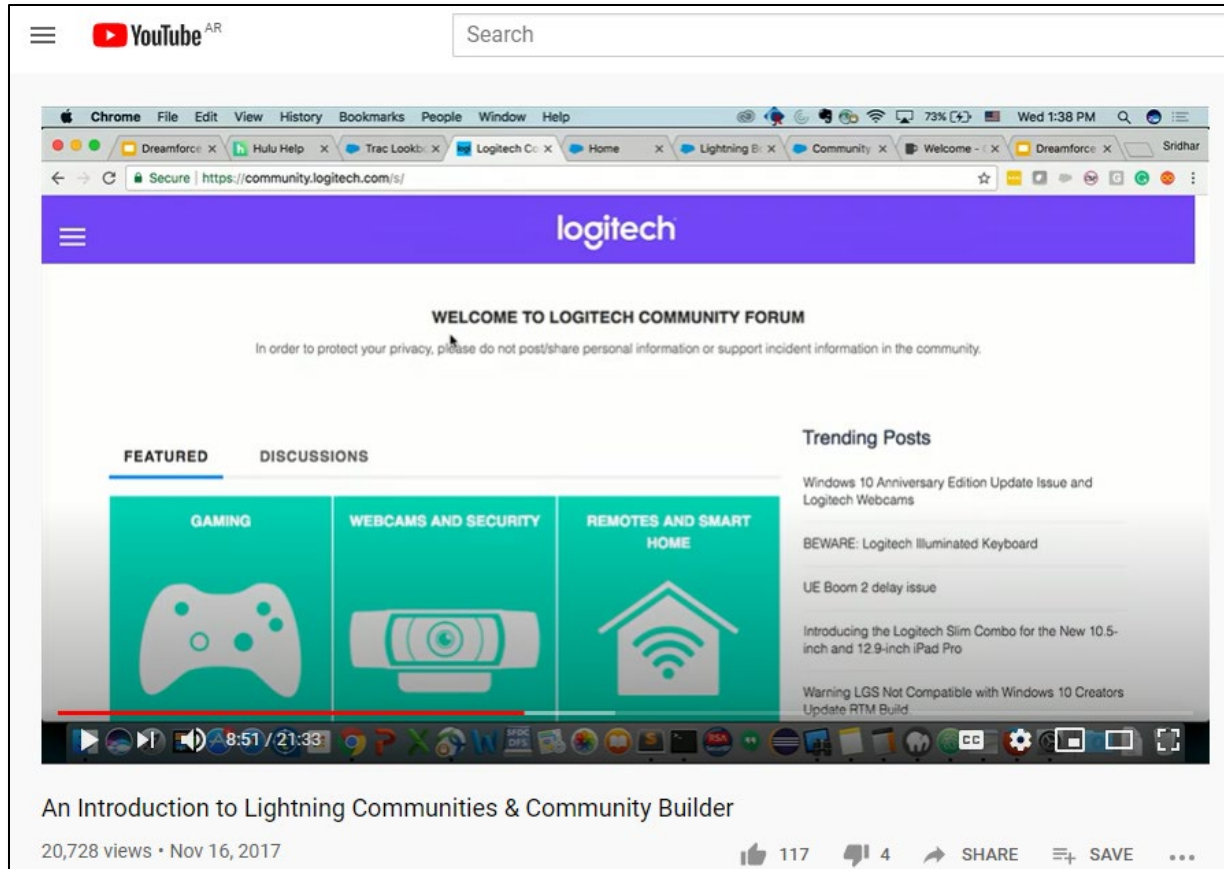 YouTube AR
Search
Chrome File Edit View History Bookmarks People Window Help 73% Wed 1:38 PM
Dreamforce Hulu Help Trac Lookb Logitech Co Home Lightning B Community Welcome - Dreamforce Sridhar
Secure | https://community.logitech.com/s/
logitech
WELCOME TO LOGITECH COMMUNITY FORUM
In order to protect your privacy, please do not post/share personal information or support incident information in the community.
FEATURED DISCUSSIONS
GAMING
WEBCAMS AND SECURITY
REMOTES AND SMART
HOME
Trending Posts
Windows 10 Anniversary Edition Update Issue and
Logitech Webcams
BEWARE: Logitech Illuminated Keyboard
UE Boom 2 delay issue
Introducing the Logitech Slim Combo for the New 10.5-
inch and 12.9-inch iPad Pro
Warning LGS Not Compatible with Windows 10 Creators
Update RTM Build.
8:51 / 21:33 CC
An Introduction to Lightning Communities & Community Builder
20,728 views • Nov 16, 2017 117 4 SHARE SAVE